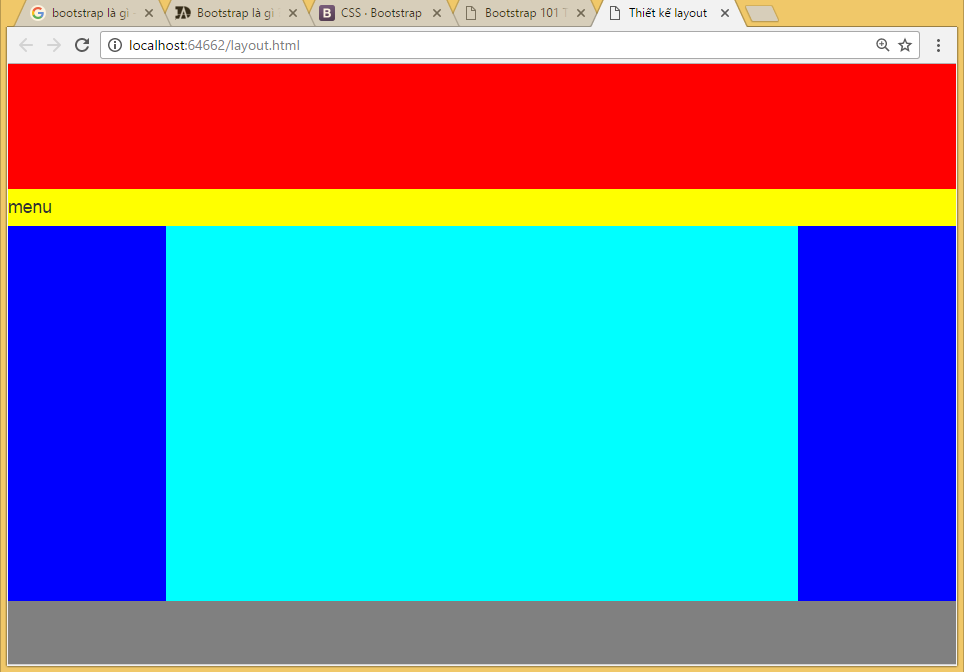 bootstrap là gì -
Bootstrap là gì
CSS · Bootstrap
Bootstrap 101 T
Thiết kế layout
localhost:64662/layout.html
menu